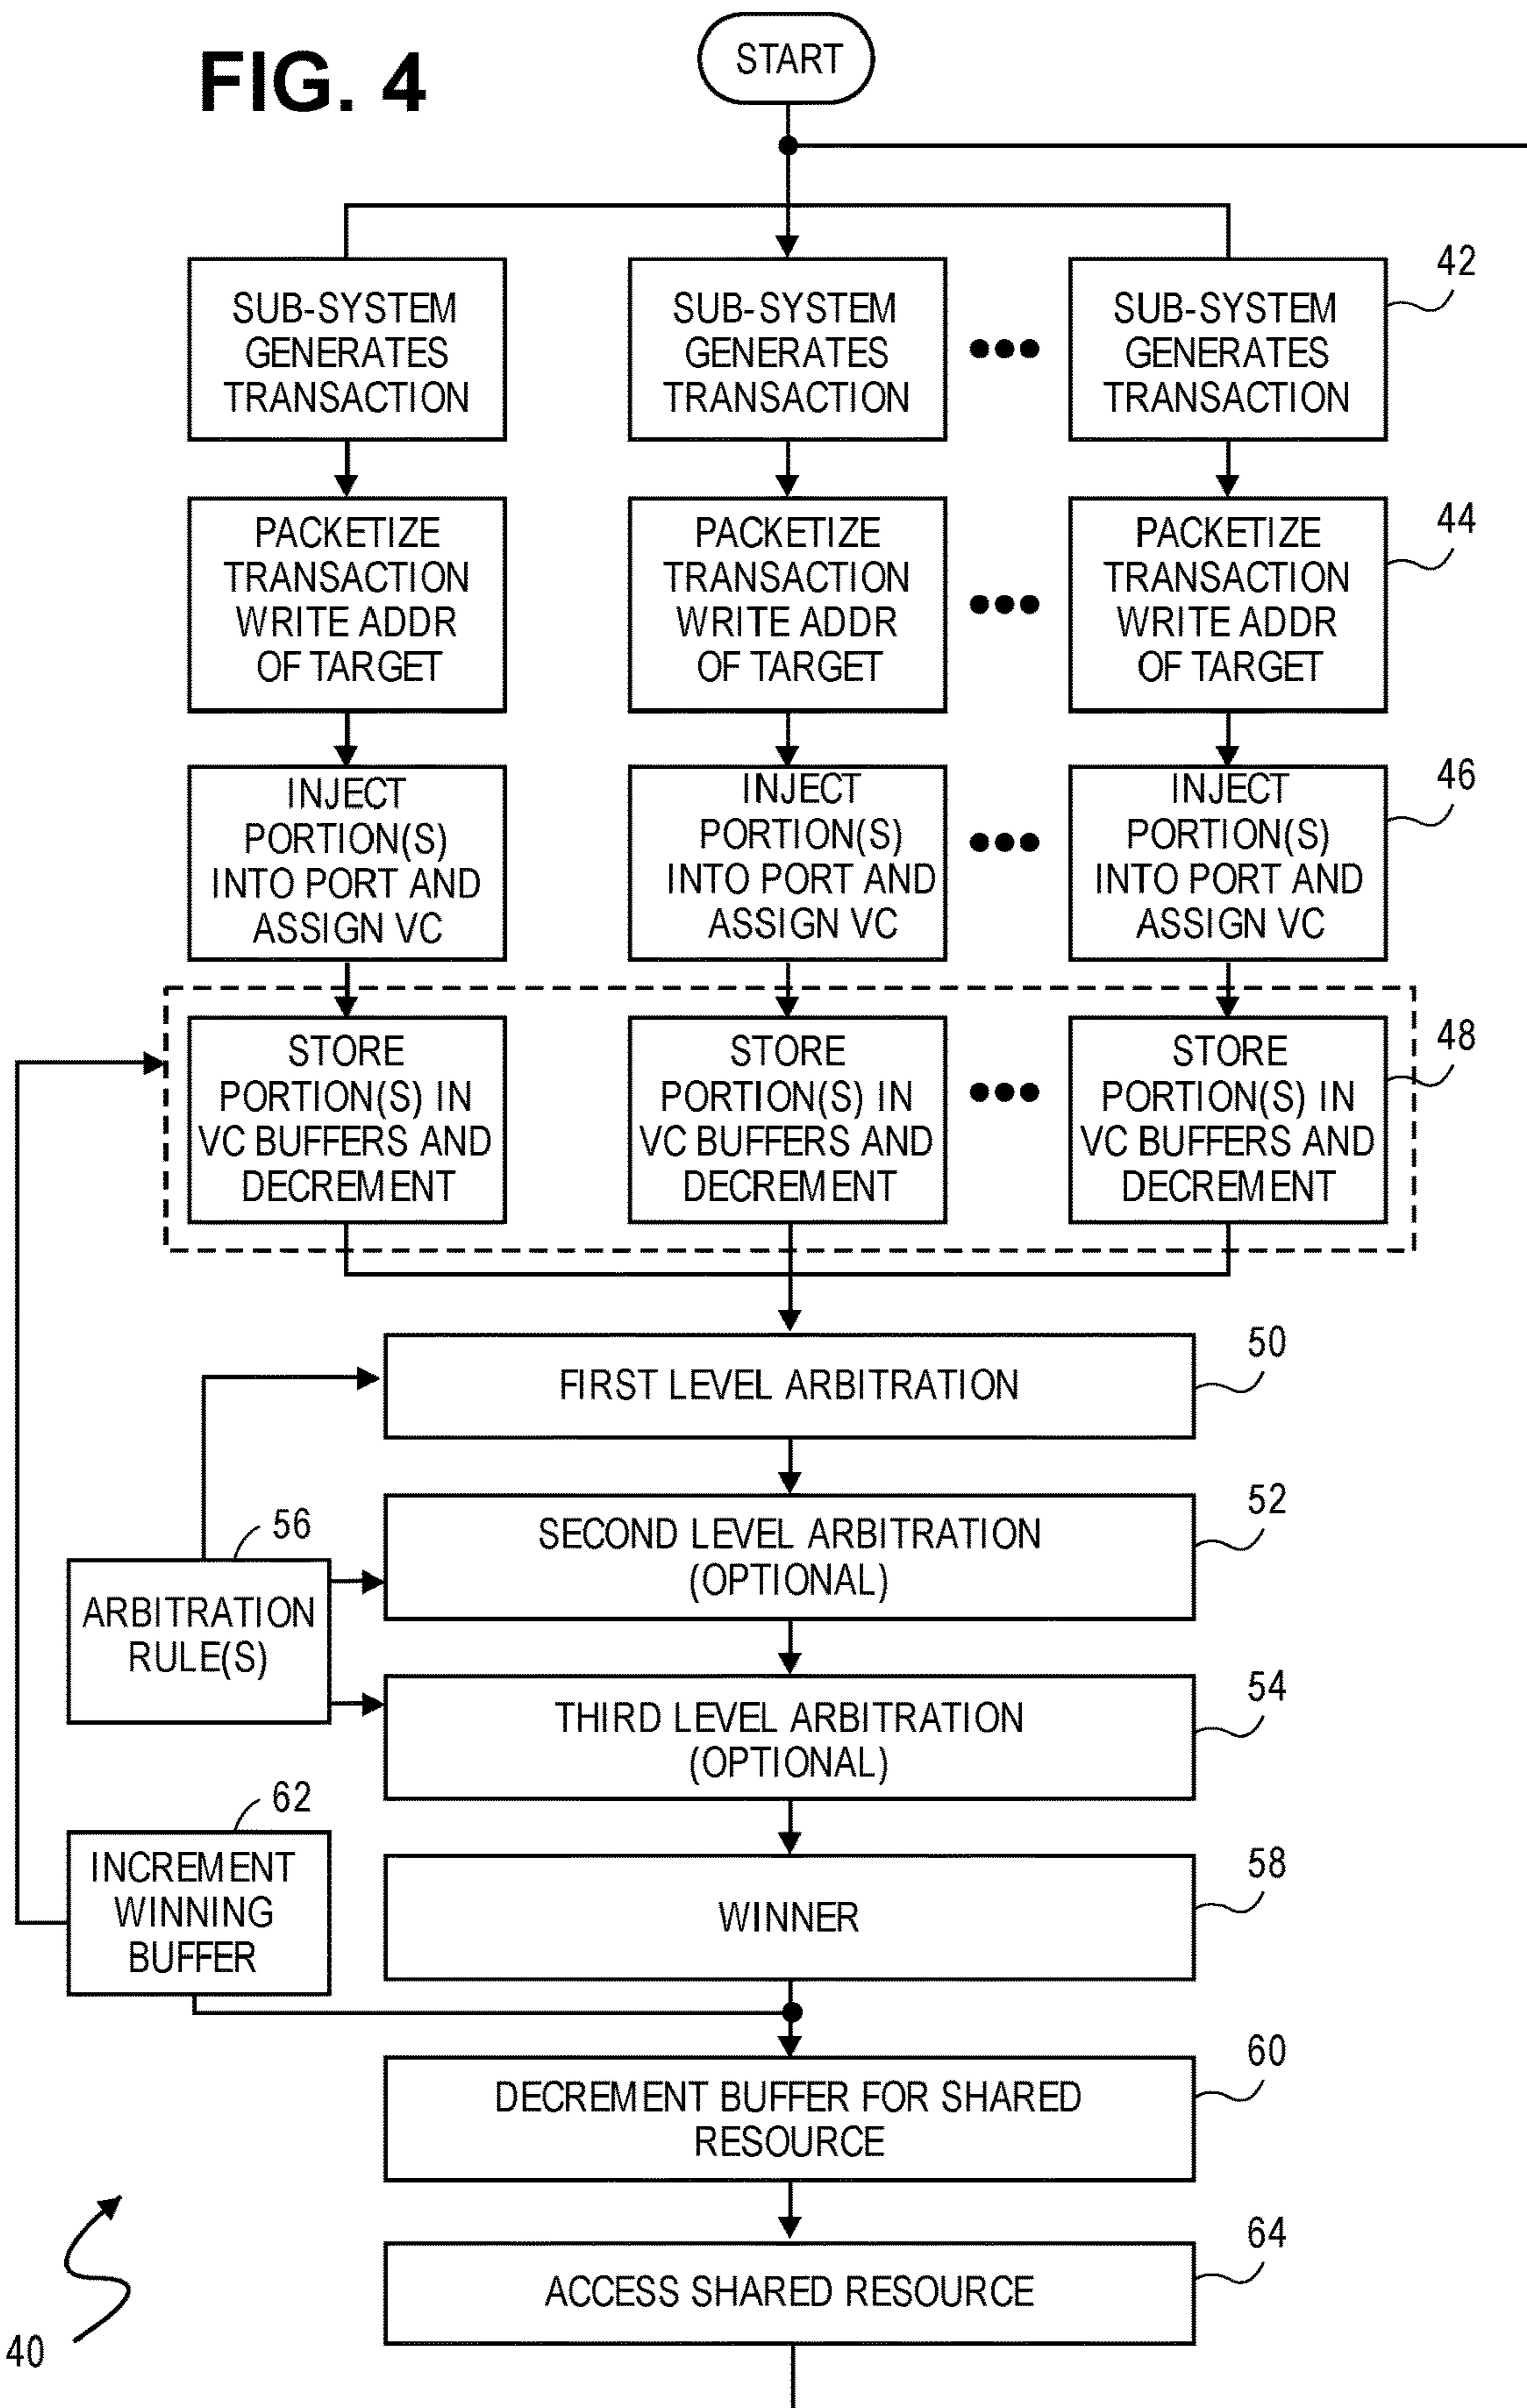 FIG. 4
START
SUB-SYSTEM
GENERATES
TRANSACTION
SUB-SYSTEM
GENERATES
TRANSACTION
SUB-SYSTEM
GENERATES
TRANSACTION
42
PACKETIZE
TRANSACTION
WRITE ADDR
OF TARGET
PACKETIZE
TRANSACTION
WRITE ADDR
OF TARGET
PACKETIZE
TRANSACTION
WRITE ADDR
OF TARGET
44
INJECT
PORTION(S)
INTO PORT AND
ASSIGN VC
INJECT
PORTION(S)
INTO PORT AND
ASSIGN VC
INJECT
PORTION(S)
INTO PORT AND
ASSIGN VC
46
STORE
PORTION(S) IN
VC BUFFERS AND
DECREMENT
STORE
PORTION(S) IN
VC BUFFERS AND
DECREMENT
STORE
PORTION(S) IN
VC BUFFERS AND
DECREMENT
48
FIRST LEVEL ARBITRATION
50
SECOND LEVEL ARBITRATION
(OPTIONAL)
52
56
ARBITRATION
RULE(S)
THIRD LEVEL ARBITRATION
(OPTIONAL)
54
62
INCREMENT
WINNING
BUFFER
WINNER
58
DECREMENT BUFFER FOR SHARED
RESOURCE
60
ACCESS SHARED RESOURCE
64
40